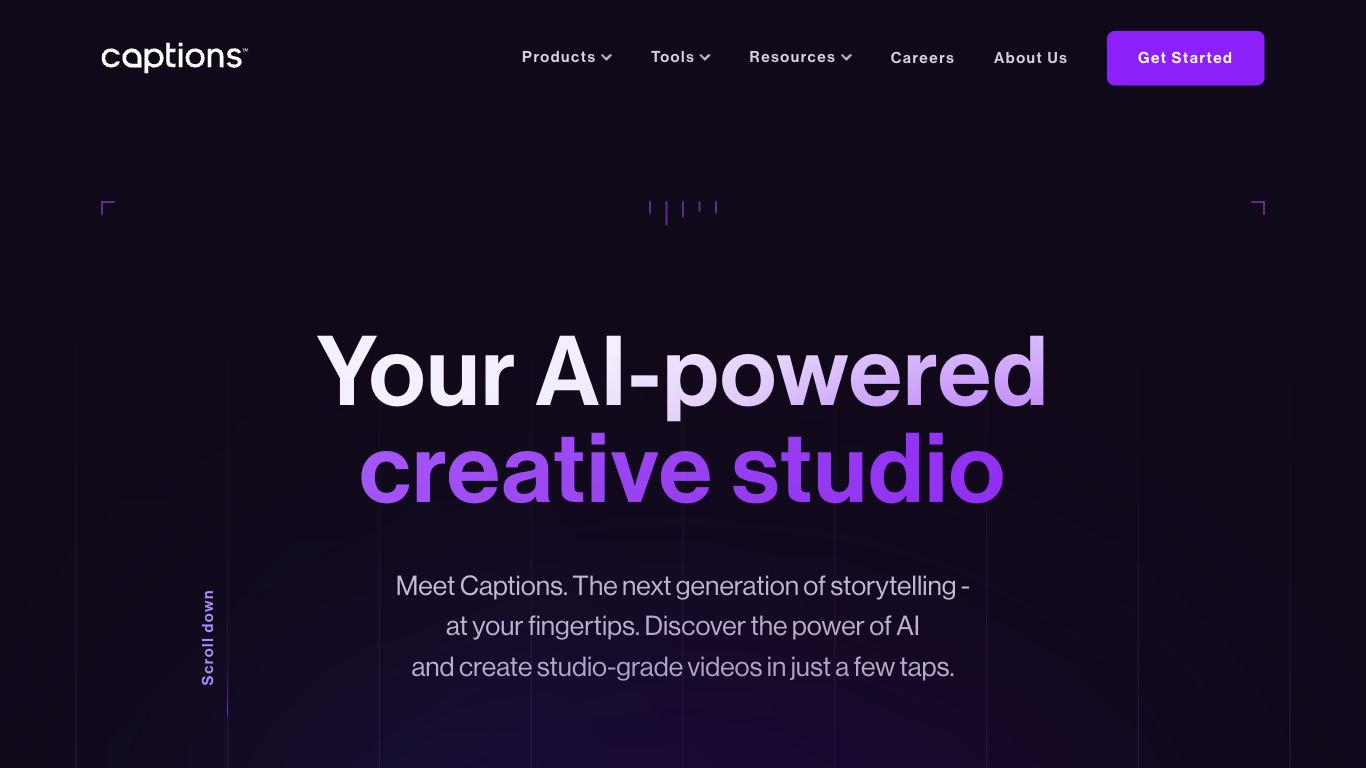 captions™
Products
Tools
Resources
Careers
About Us
Get Started
Your AI-powered
creative studio
Meet Captions. The next generation of storytelling -
at your fingertips. Discover the power of AI
and create studio-grade videos in just a few taps.
Scroll down